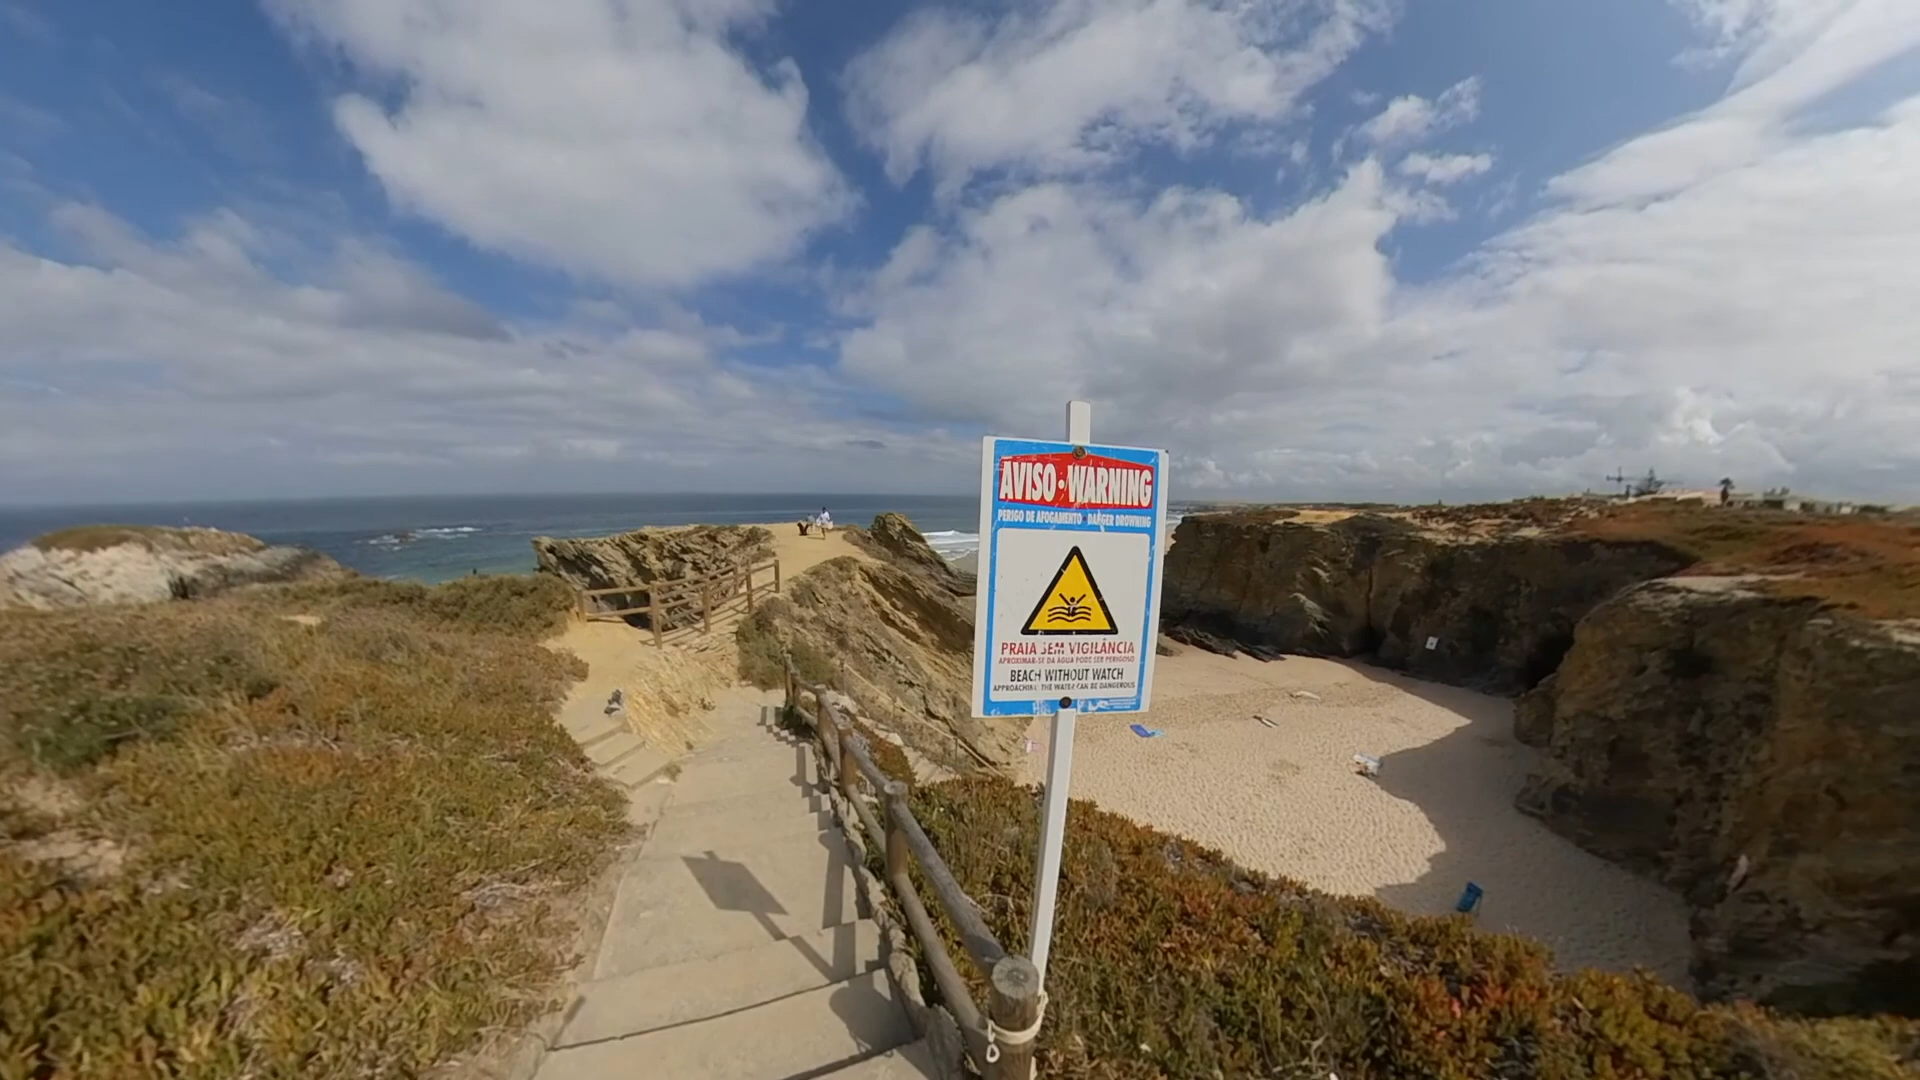 AVISO·WARNING
PERIGO DE AFOGAMENTO DANGER DROWNING
PRAIA SEM VIGILÂNCIA
APROXIMAR-SE DA ÁGUA PODE SER PERIGOSO
BEACH WITHOUT WATCH
APPROACHING THE WATER CAN BE DANGEROUS